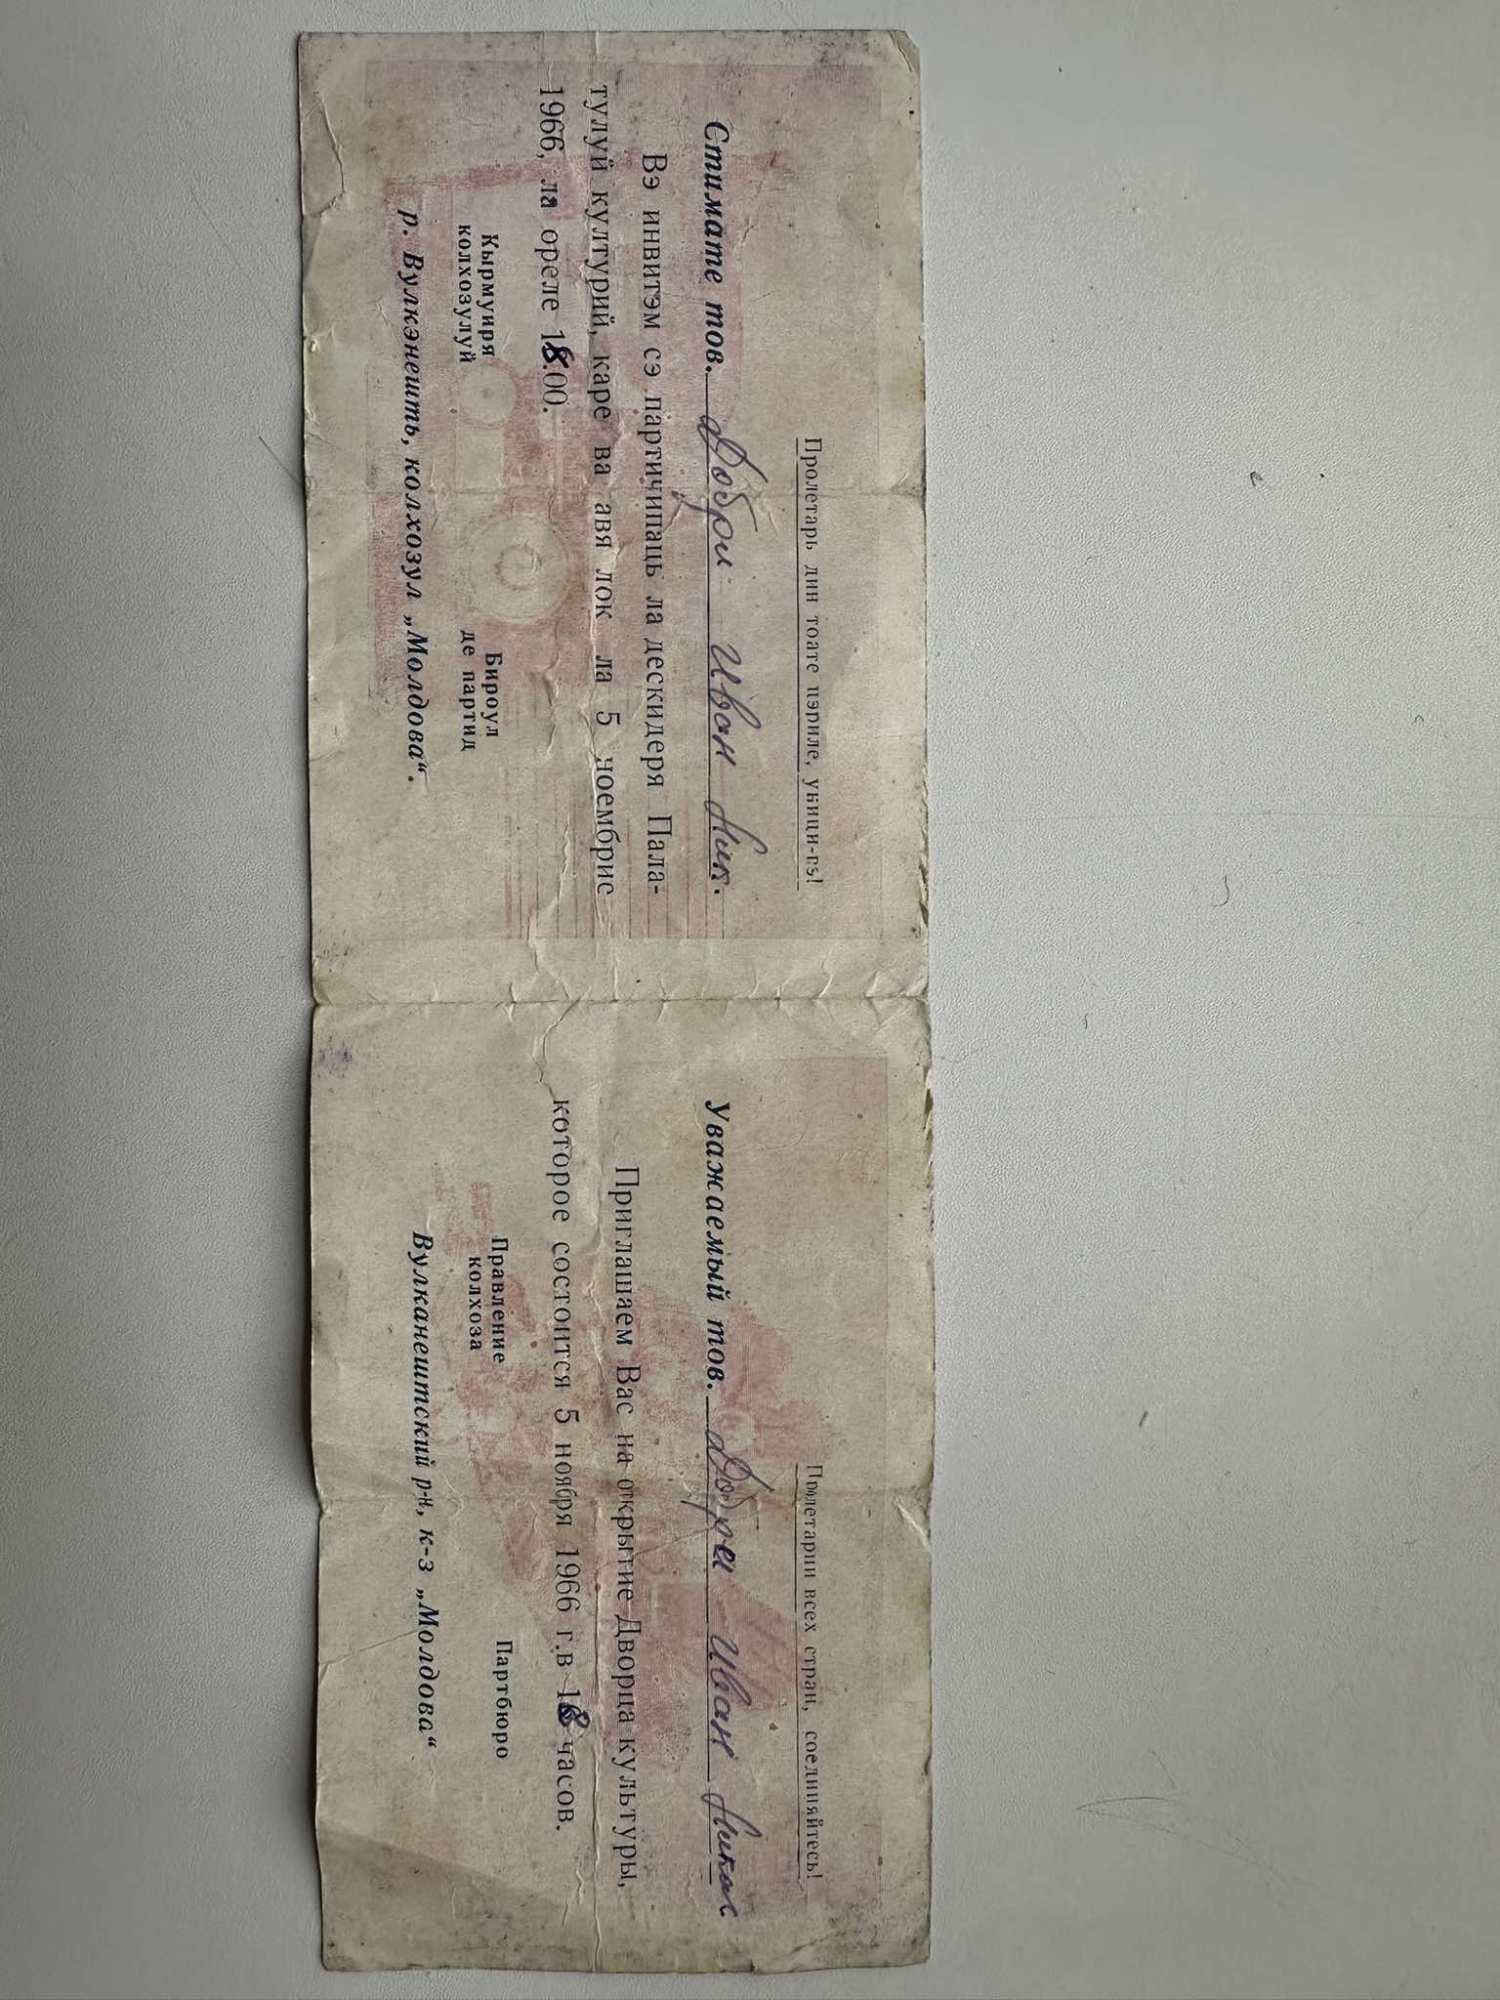 Пролетарь дин тоате цэриле, уници-вэ!
Стимате тов. Добри Иван Ник.
Вэ инвитэм сэ партичипаць ла дескидеря Пала-
тулуй културий, каре ва авя лок ла 5 ноембрие
1966, ла ореле 18.00.
Кырмуиря
колхозулуй
Бироул
де партид
р. Вулкэнешть, колхозул „Молдова“.
Пролетарии всех стран, соединяйтесь!
Уважаемый тов. Добри Иван Никол
Приглашаем Вас на открытие Дворца культуры,
которое состоится 5 ноября 1966 г.в 18 часов.
Правление
колхоза
Партбюро
Вулканештский р-н, к-з „Молдова“